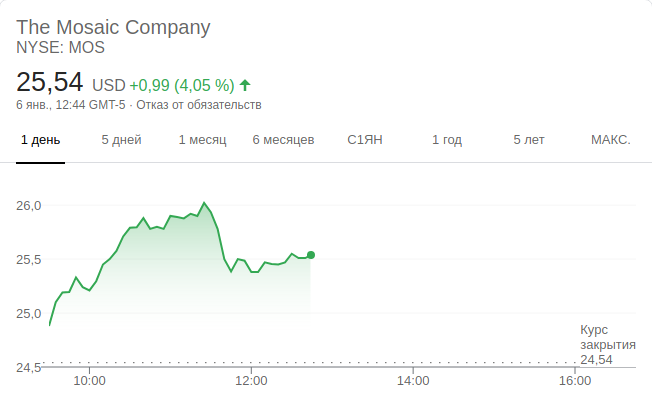 The Mosaic Company
NYSE: MOS
25,54 USD +0,99 (4,05 %)
6 янв., 12:44 GMT-5 · Отказ от обязательств
1 день 5 дней 1 месяц 6 месяцев С1ЯН 1 год 5 лет МАКС.
26,0
25,5
25,0
Курс
закрытия
24,54
24,5
10:00 12:00 14:00 16:00